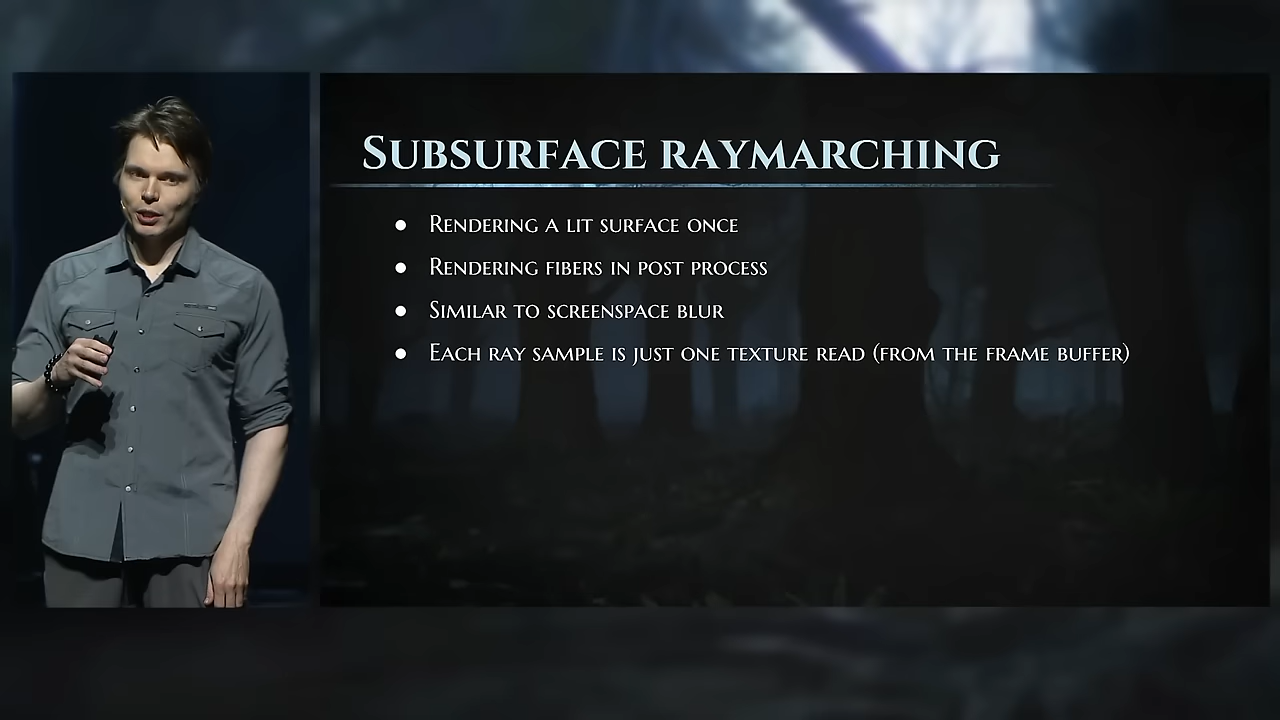 Subsurface raymarching
● Rendering a lit surface once
● Rendering fibers in post process
● Similar to screenspace blur
● Each ray sample is just one texture read (from the frame buffer)